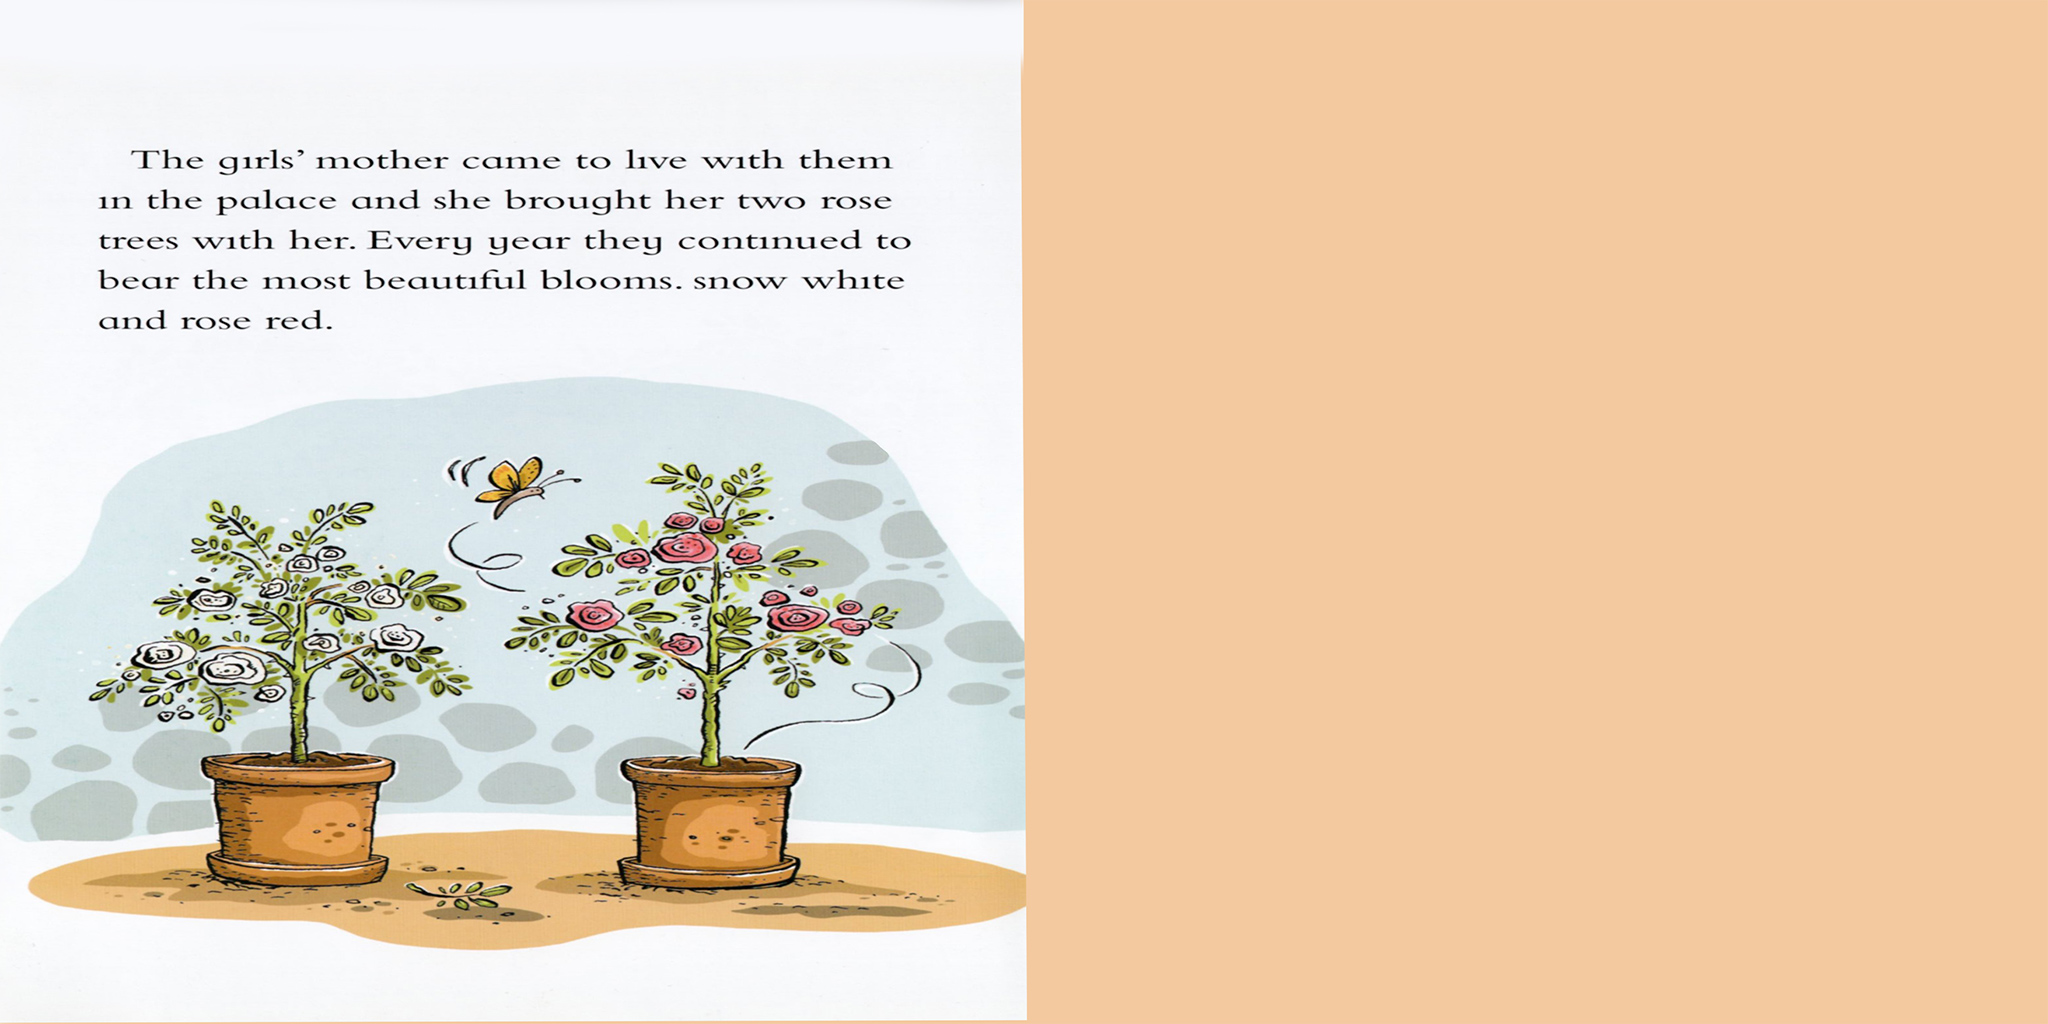 The girls’ mother came to live with them
in the palace and she brought her two rose
trees with her. Every year they continued to
bear the most beautiful blooms. snow white
and rose red.